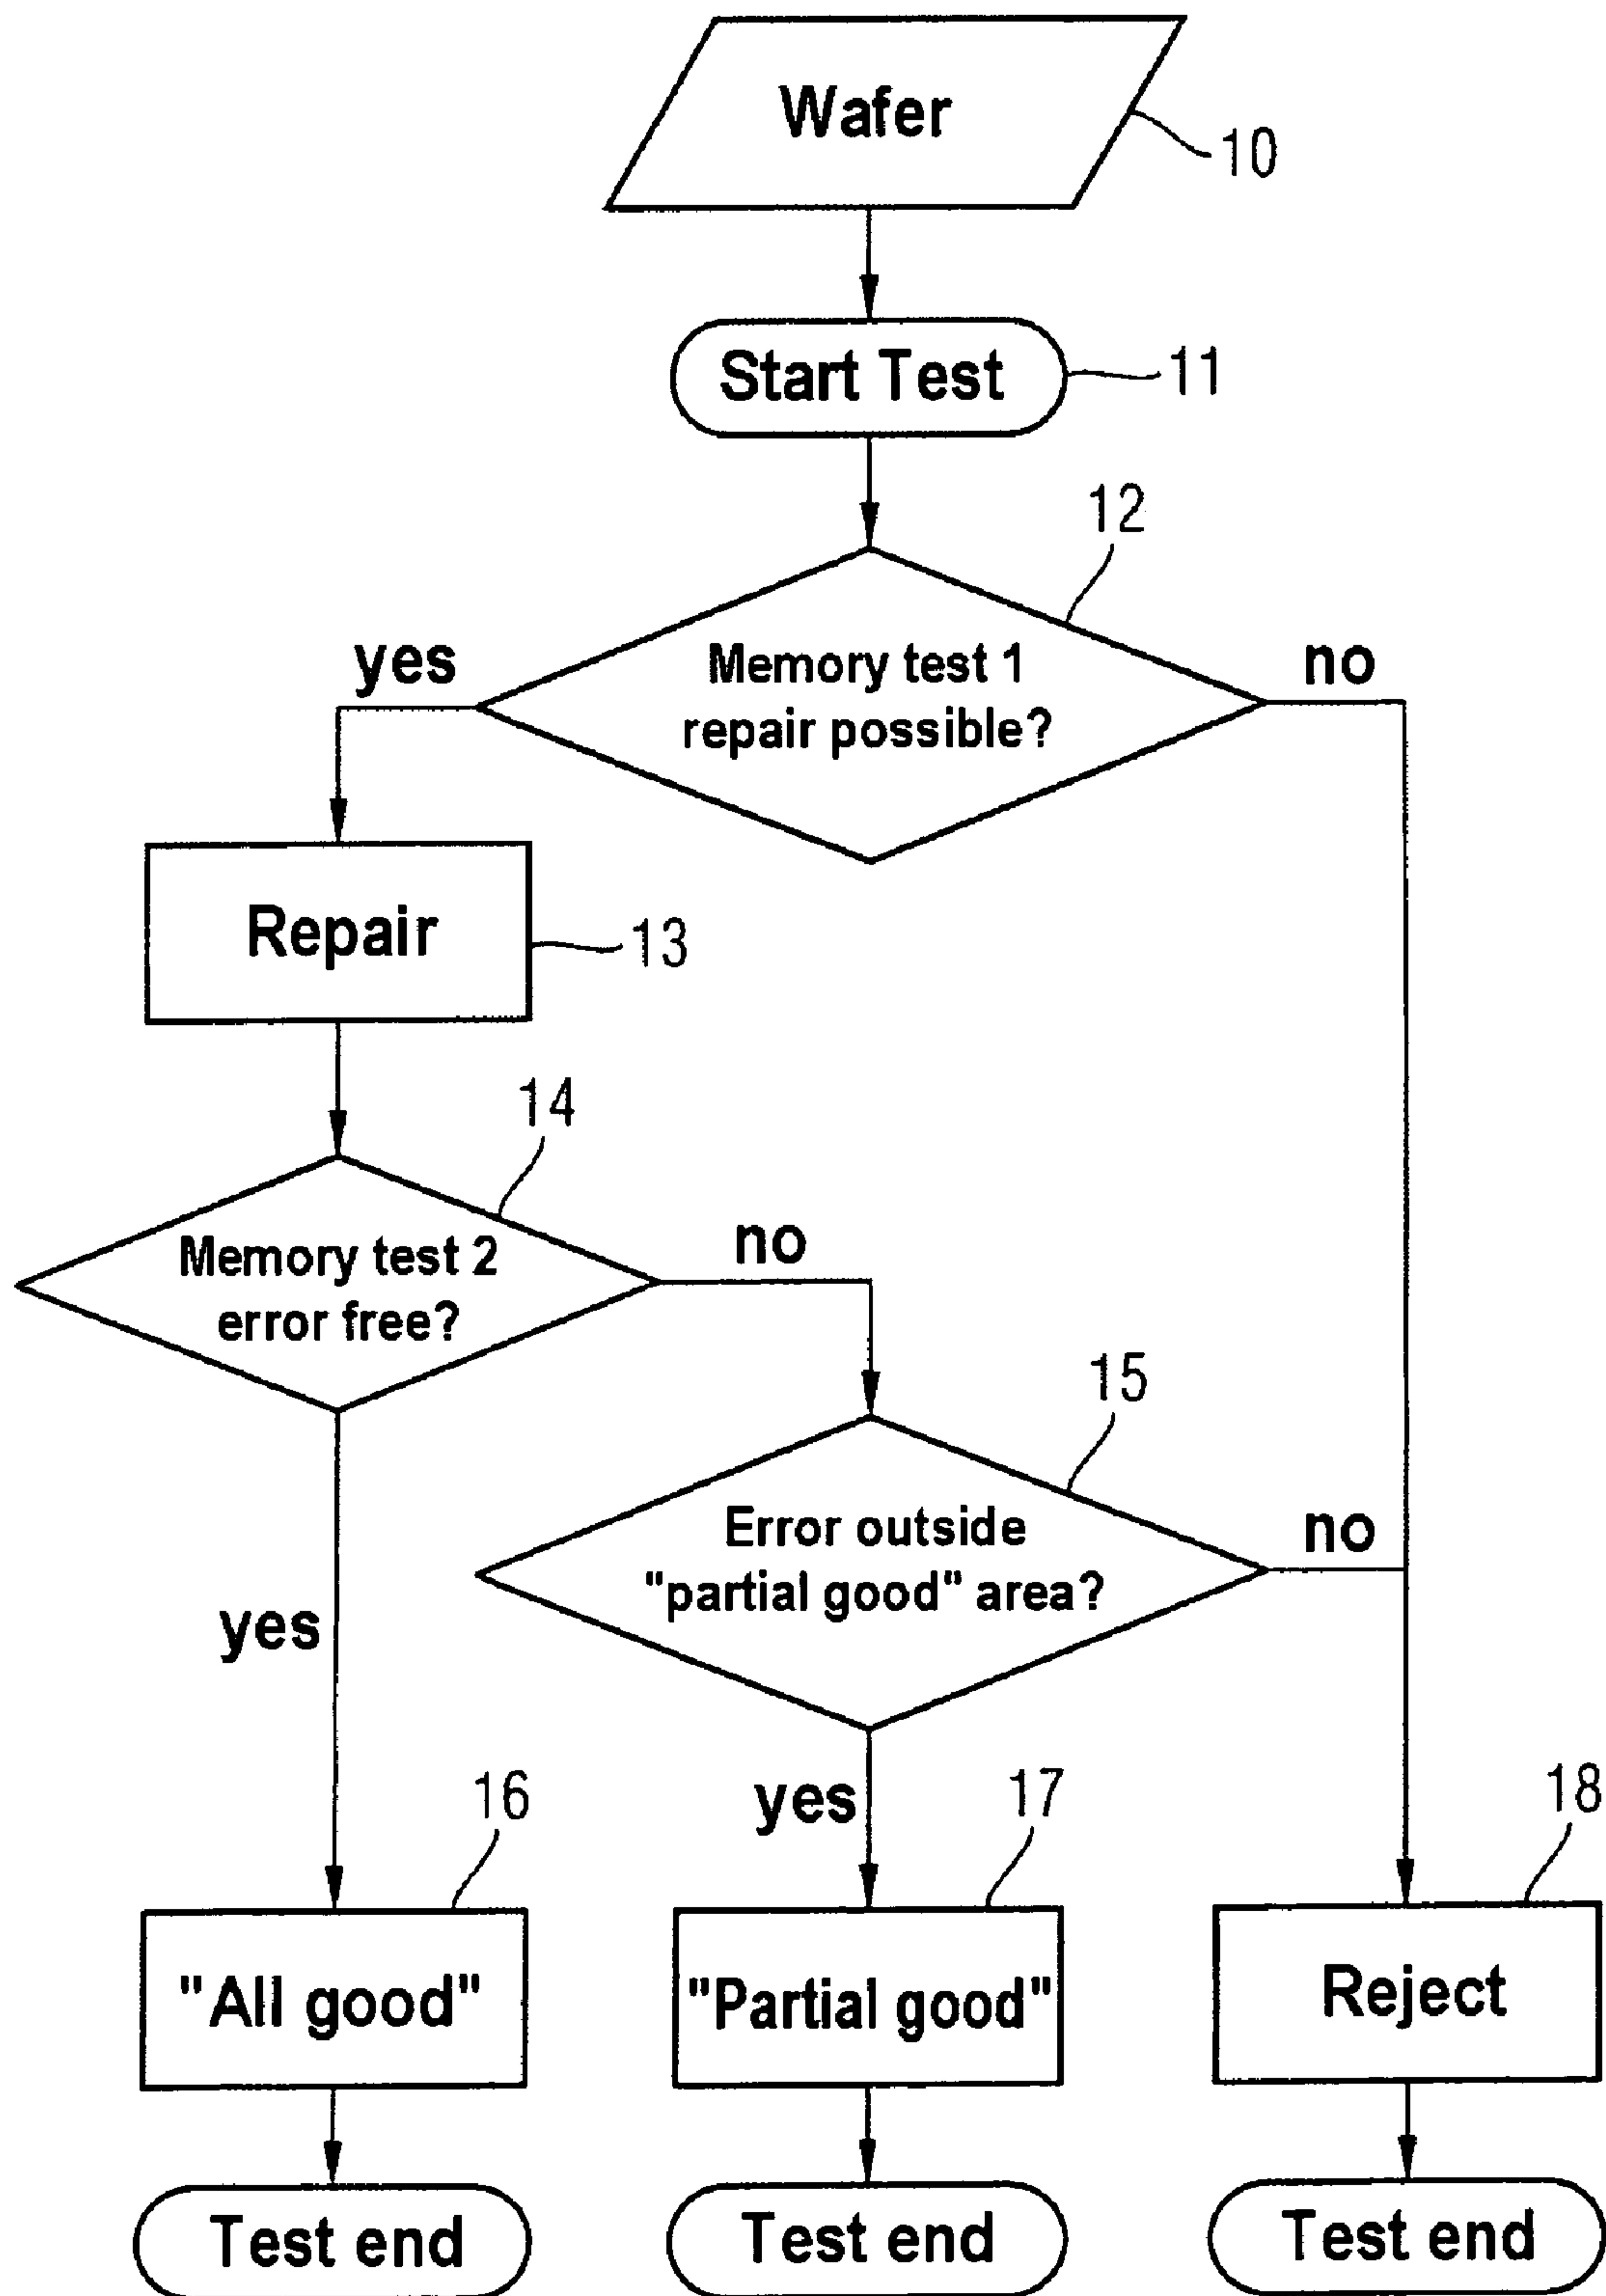 Wafer
10
Start Test
11
12
yes
Memory test 1
repair possible?
no
Repair
13
14
Memory test 2
error free?
no
15
Error outside
"partial good" area?
no
yes
yes
16
17
18
"All good"
"Partial good"
Reject
Test end
Test end
Test end